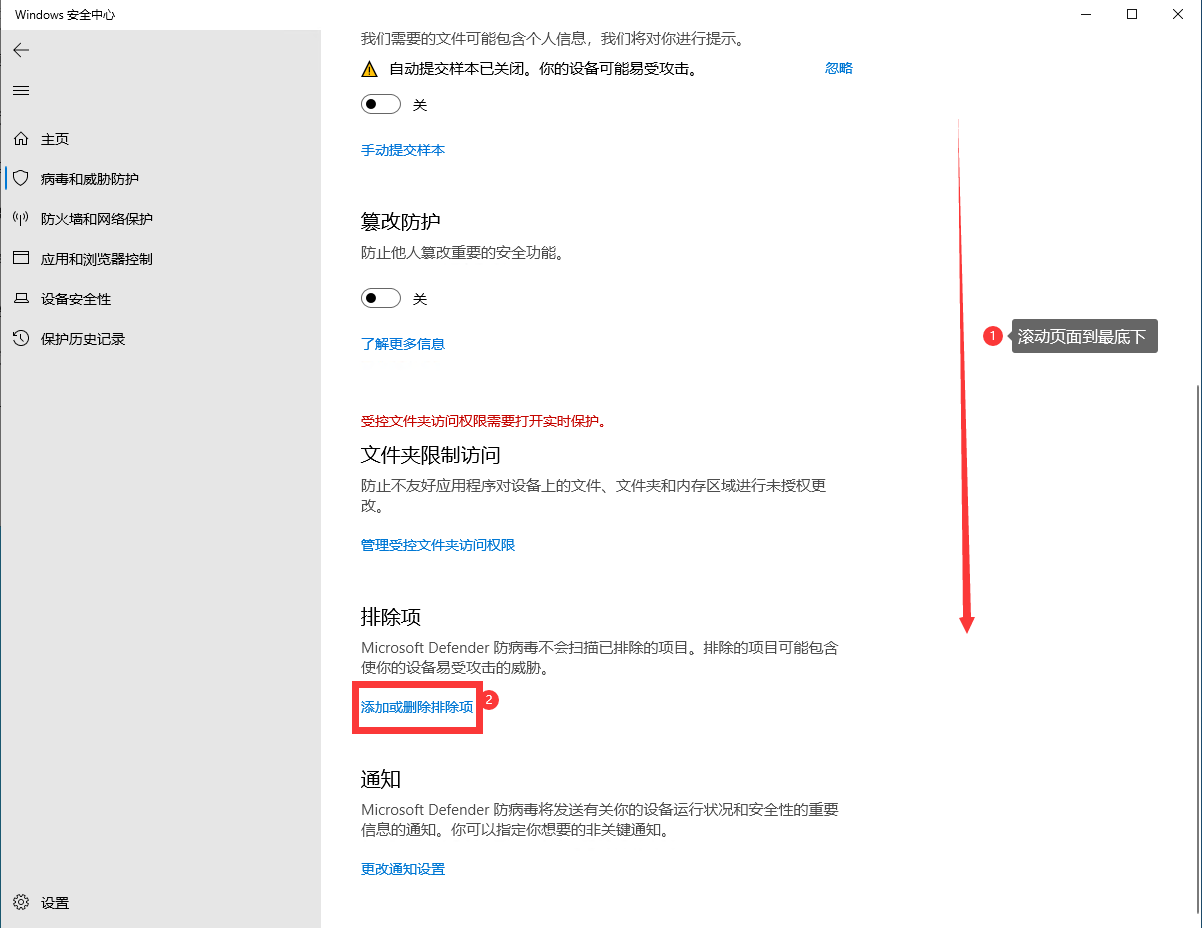 Windows 安全中心
主页
病毒和威胁防护
防火墙和网络保护
应用和浏览器控制
设备安全性
保护历史记录
设置
我们需要的文件可能包含个人信息，我们将对你进行提示。
自动提交样本已关闭。你的设备可能易受攻击。
忽略
关
手动提交样本
篡改防护
防止他人篡改重要的安全功能。
关
了解更多信息
受控文件夹访问权限需要打开实时保护。
文件夹限制访问
防止不友好应用程序对设备上的文件、文件夹和内存区域进行未授权更
改。
管理受控文件夹访问权限
排除项
Microsoft Defender 防病毒不会扫描已排除的项目。排除的项目可能包含
使你的设备易受攻击的威胁。
添加或删除排除项
2
通知
Microsoft Defender 防病毒将发送有关你的设备运行状况和安全性的重要
信息的通知。你可以指定你想要的非关键通知。
更改通知设置
1
滚动页面到最底下